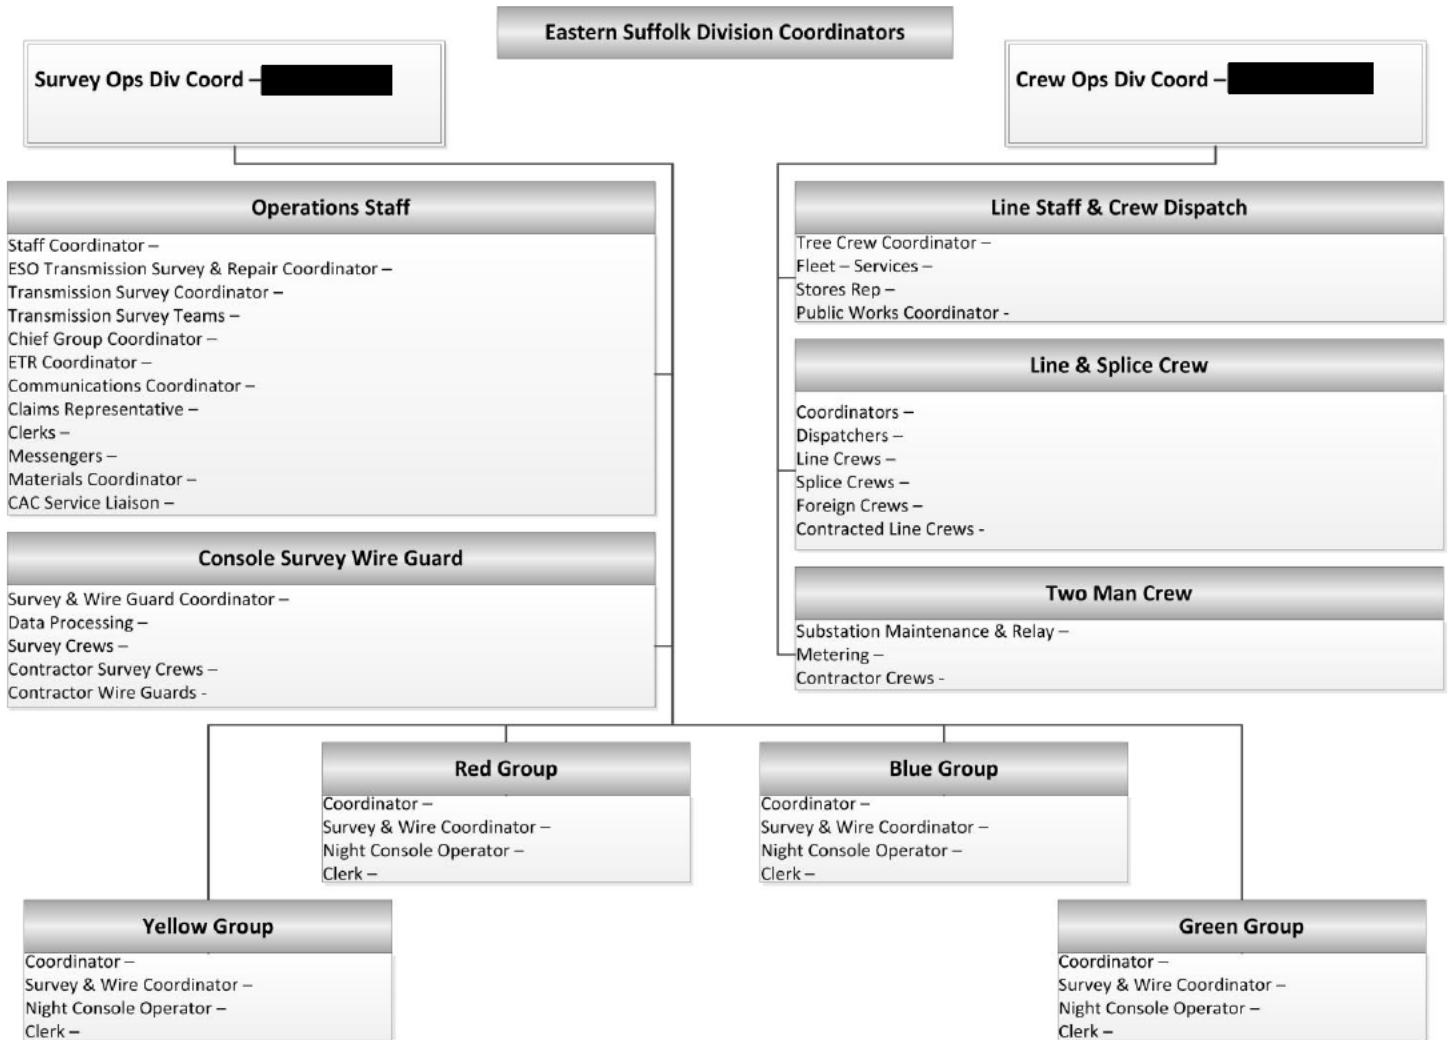 Eastern Suffolk Division Coordinators
Survey Ops Div Coord –
Crew Ops Div Coord –
Operations Staff
Staff Coordinator –
ESO Transmission Survey & Repair Coordinator –
Transmission Survey Coordinator –
Transmission Survey Teams –
Chief Group Coordinator –
ETR Coordinator –
Communications Coordinator –
Claims Representative –
Clerks –
Messengers –
Materials Coordinator –
CAC Service Liaison –
Console Survey Wire Guard
Survey & Wire Guard Coordinator –
Data Processing –
Survey Crews –
Contractor Survey Crews –
Contractor Wire Guards -
Line Staff & Crew Dispatch
Tree Crew Coordinator –
Fleet – Services –
Stores Rep –
Public Works Coordinator -
Line & Splice Crew
Coordinators –
Dispatchers –
Line Crews –
Splice Crews –
Foreign Crews –
Contracted Line Crews -
Two Man Crew
Substation Maintenance & Relay –
Metering –
Contractor Crews -
Red Group
Coordinator –
Survey & Wire Coordinator –
Night Console Operator –
Clerk –
Blue Group
Coordinator –
Survey & Wire Coordinator –
Night Console Operator –
Clerk –
Yellow Group
Coordinator –
Survey & Wire Coordinator –
Night Console Operator –
Clerk –
Green Group
Coordinator –
Survey & Wire Coordinator –
Night Console Operator –
Clerk –